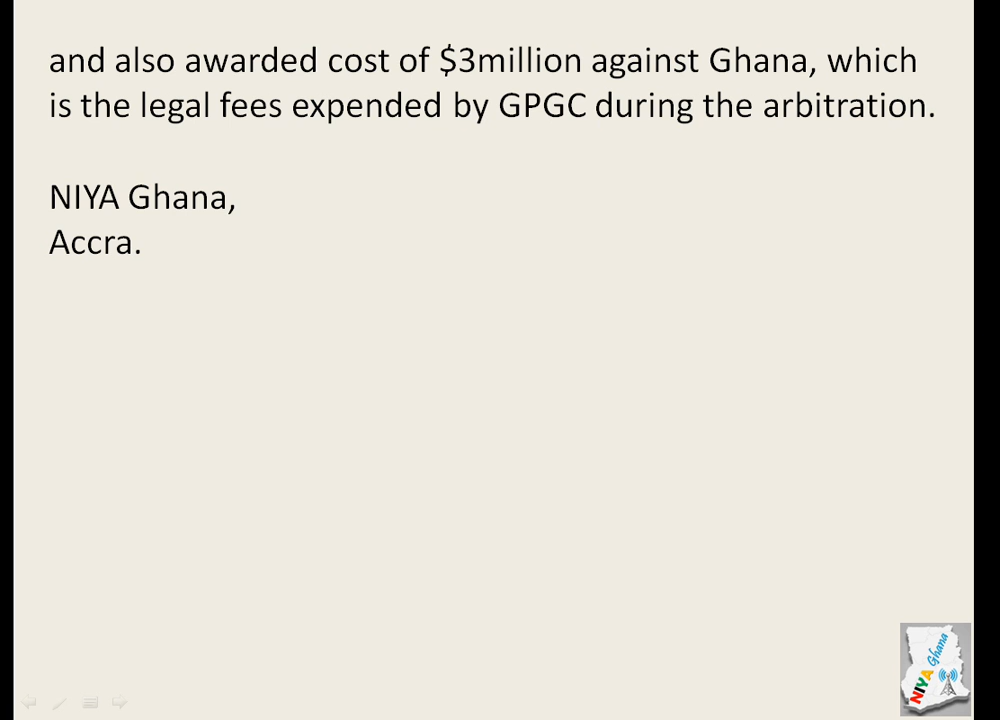 and also awarded cost of $3million against Ghana, which
is the legal fees expended by GPGC during the arbitration.
NIYA Ghana,
Accra.
NIYA Ghana